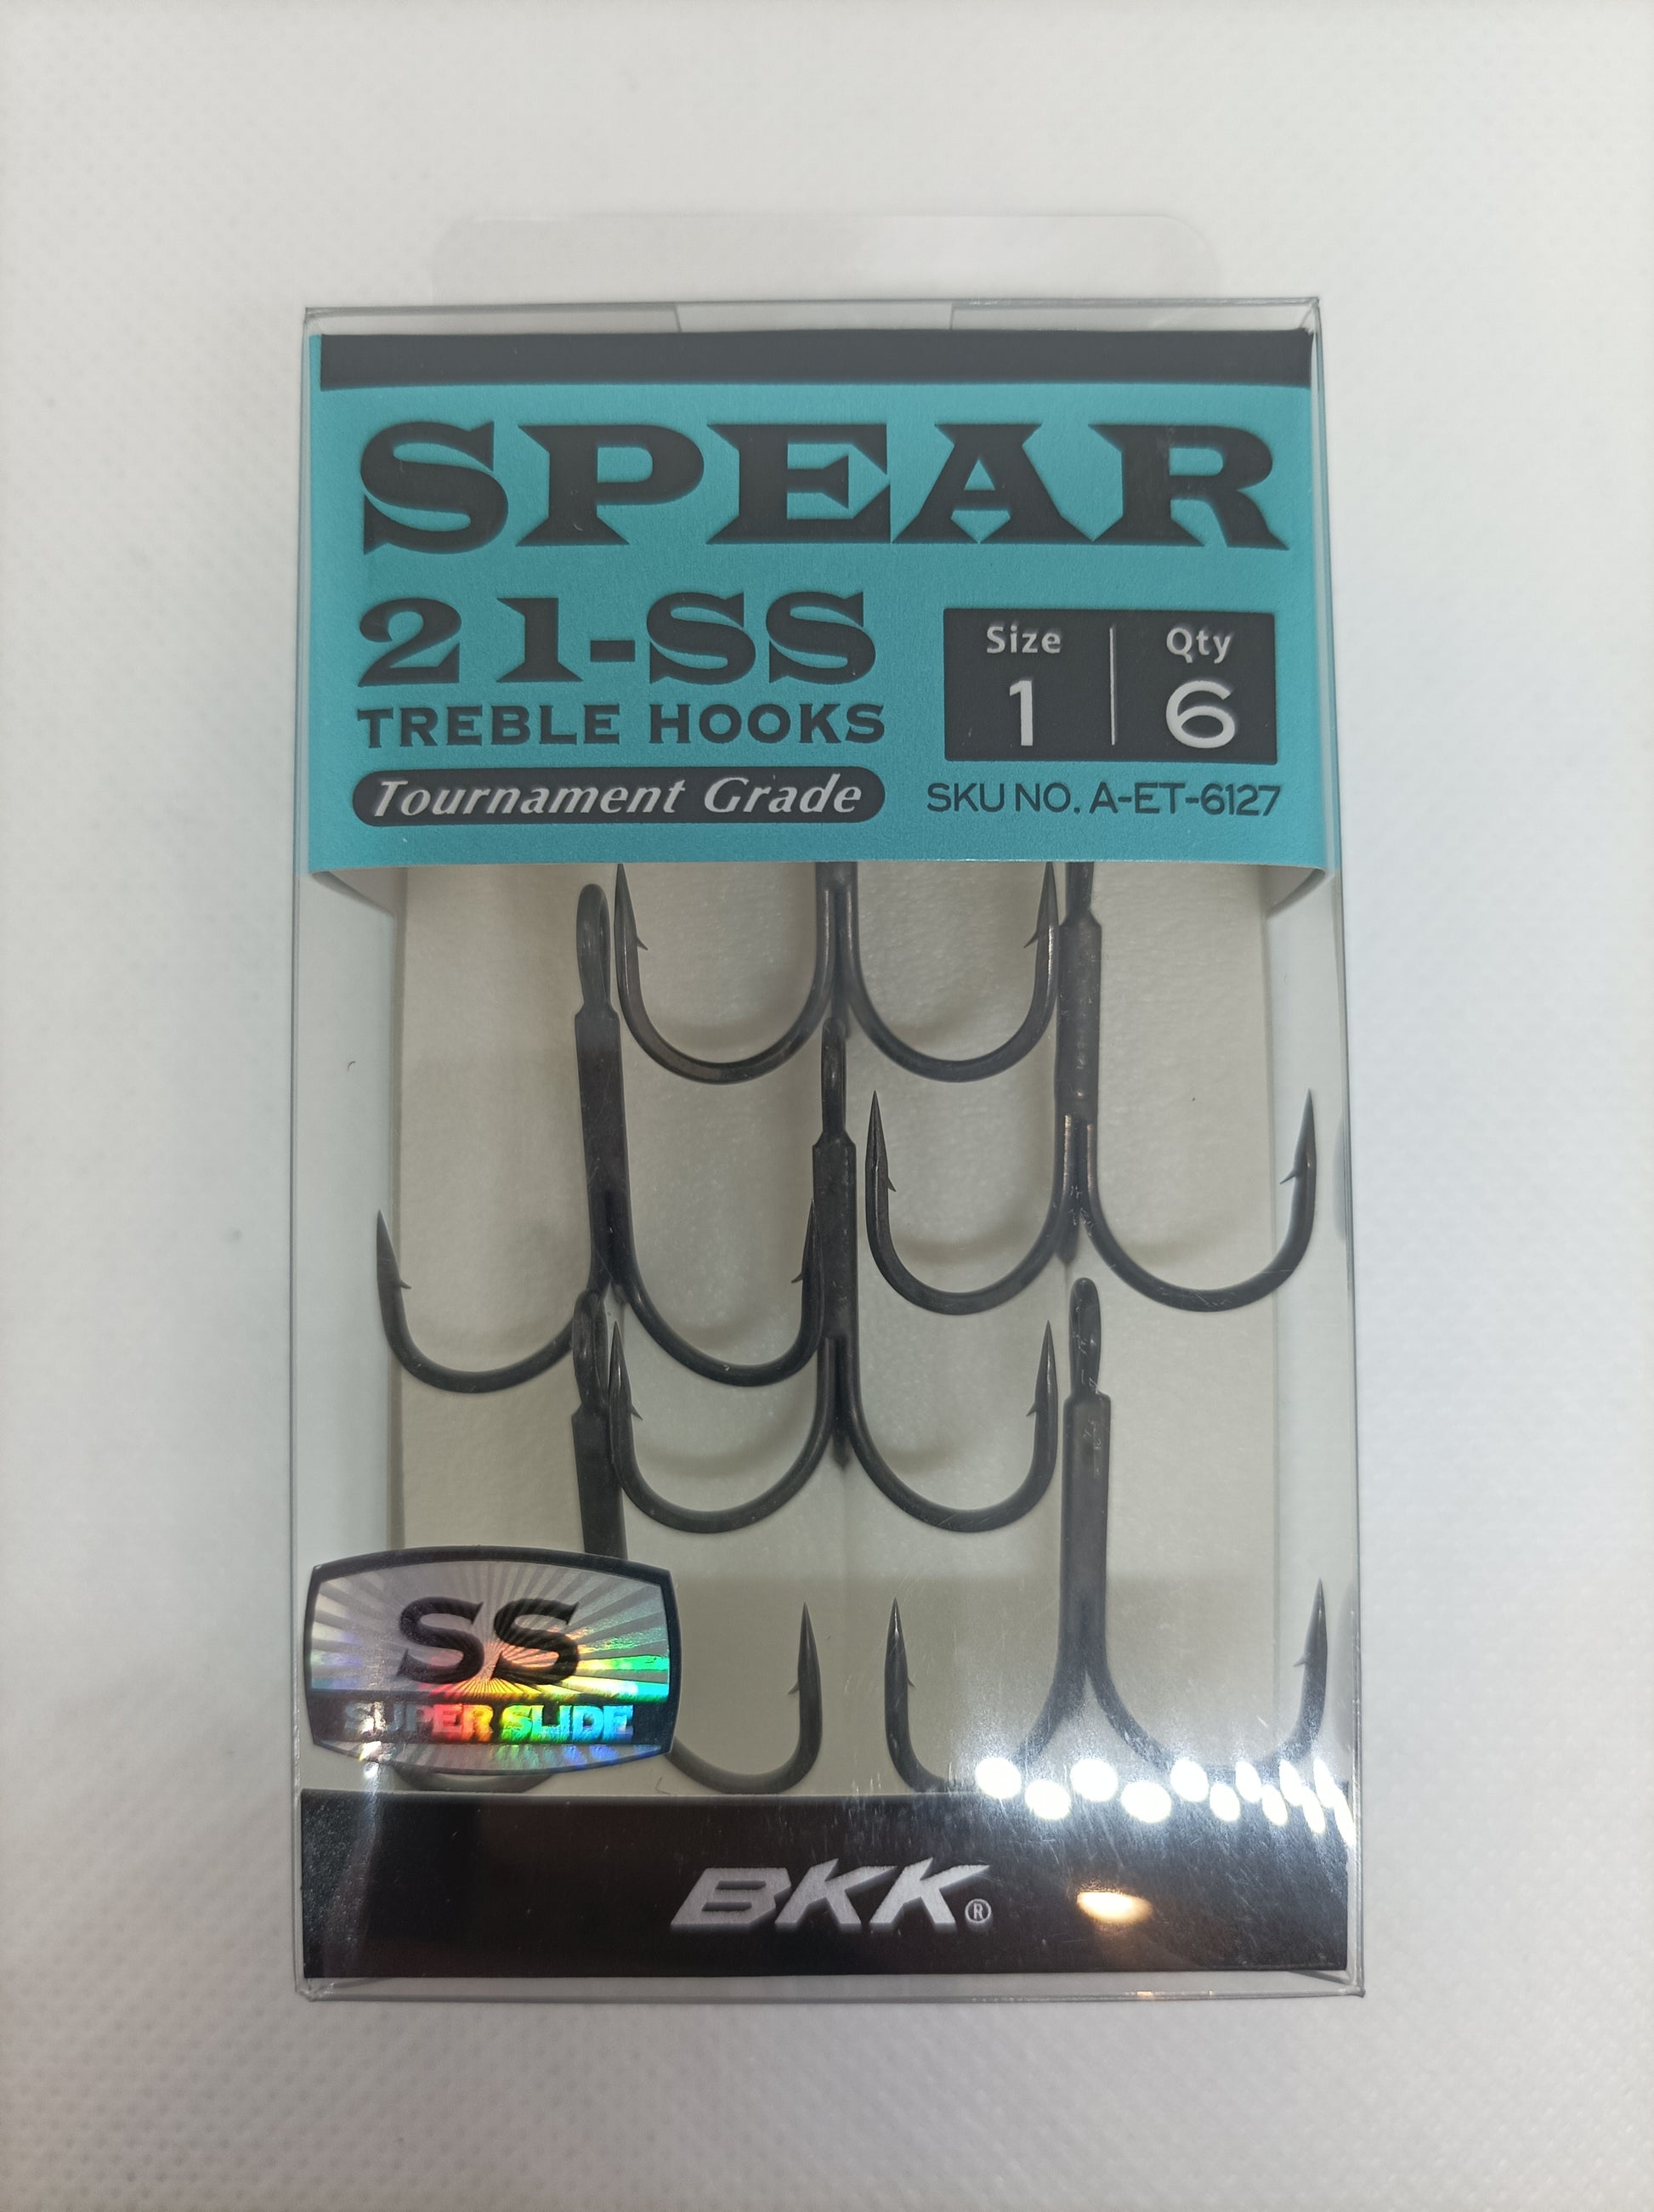 SPEAR
21-SS
TREBLE HOOKS
Tournament Grade
Size Qty
1 6
SKU NO. A-ET-6127
SS
SUPER SLIDE
BKK®